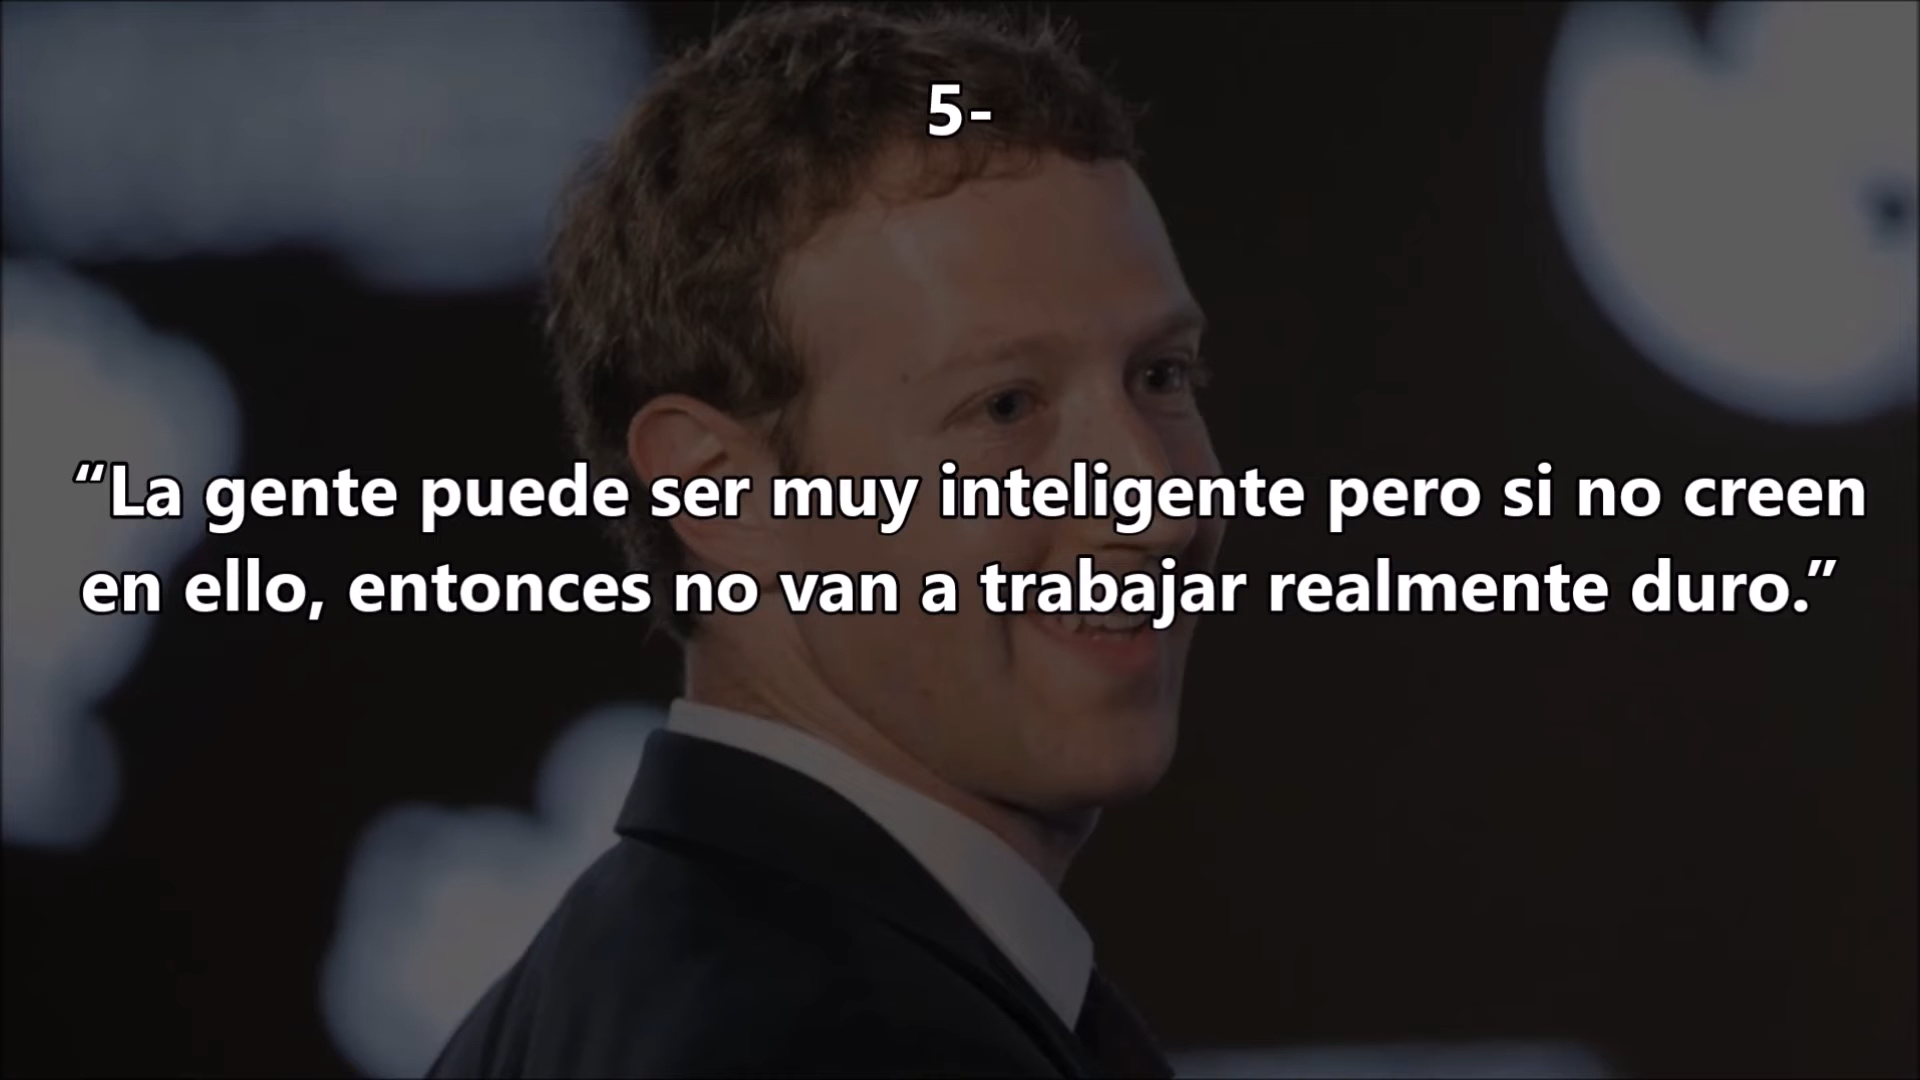 5-
“La gente puede ser muy inteligente pero si no creen
en ello, entonces no van a trabajar realmente duro.”